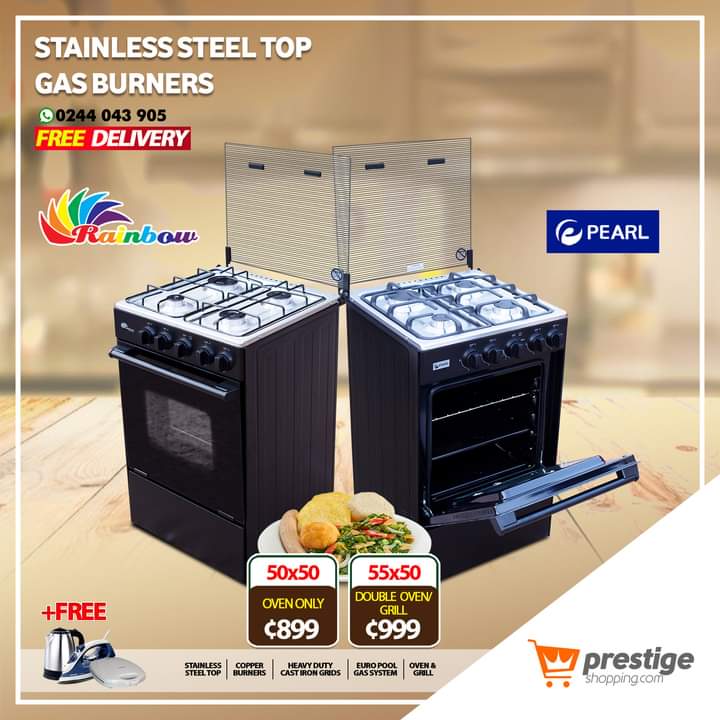 STAINLESS STEEL TOP
GAS BURNERS
0244 043 905
FREE DELIVERY
Rainbow
PEARL
50x50
OVEN ONLY
¢899
55x50
DOUBLE OVEN/
GRILL
¢999
+FREE
STAINLESS
STEEL TOP
COPPER
BURNERS
HEAVY DUTY
CAST IRON GRIDS
EURO POOL
GAS SYSTEM
OVEN &
GRILL
prestige
shopping.com